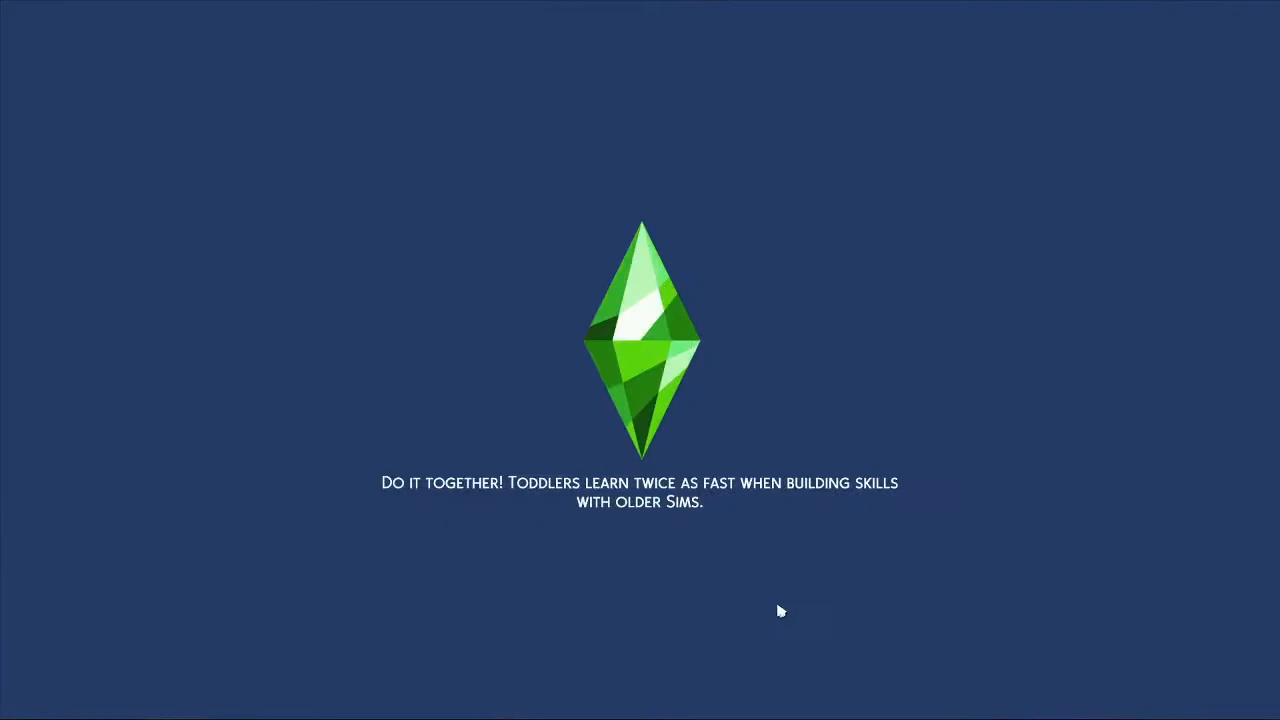 Do it together! Toddlers learn twice as fast when building skills
with older Sims.